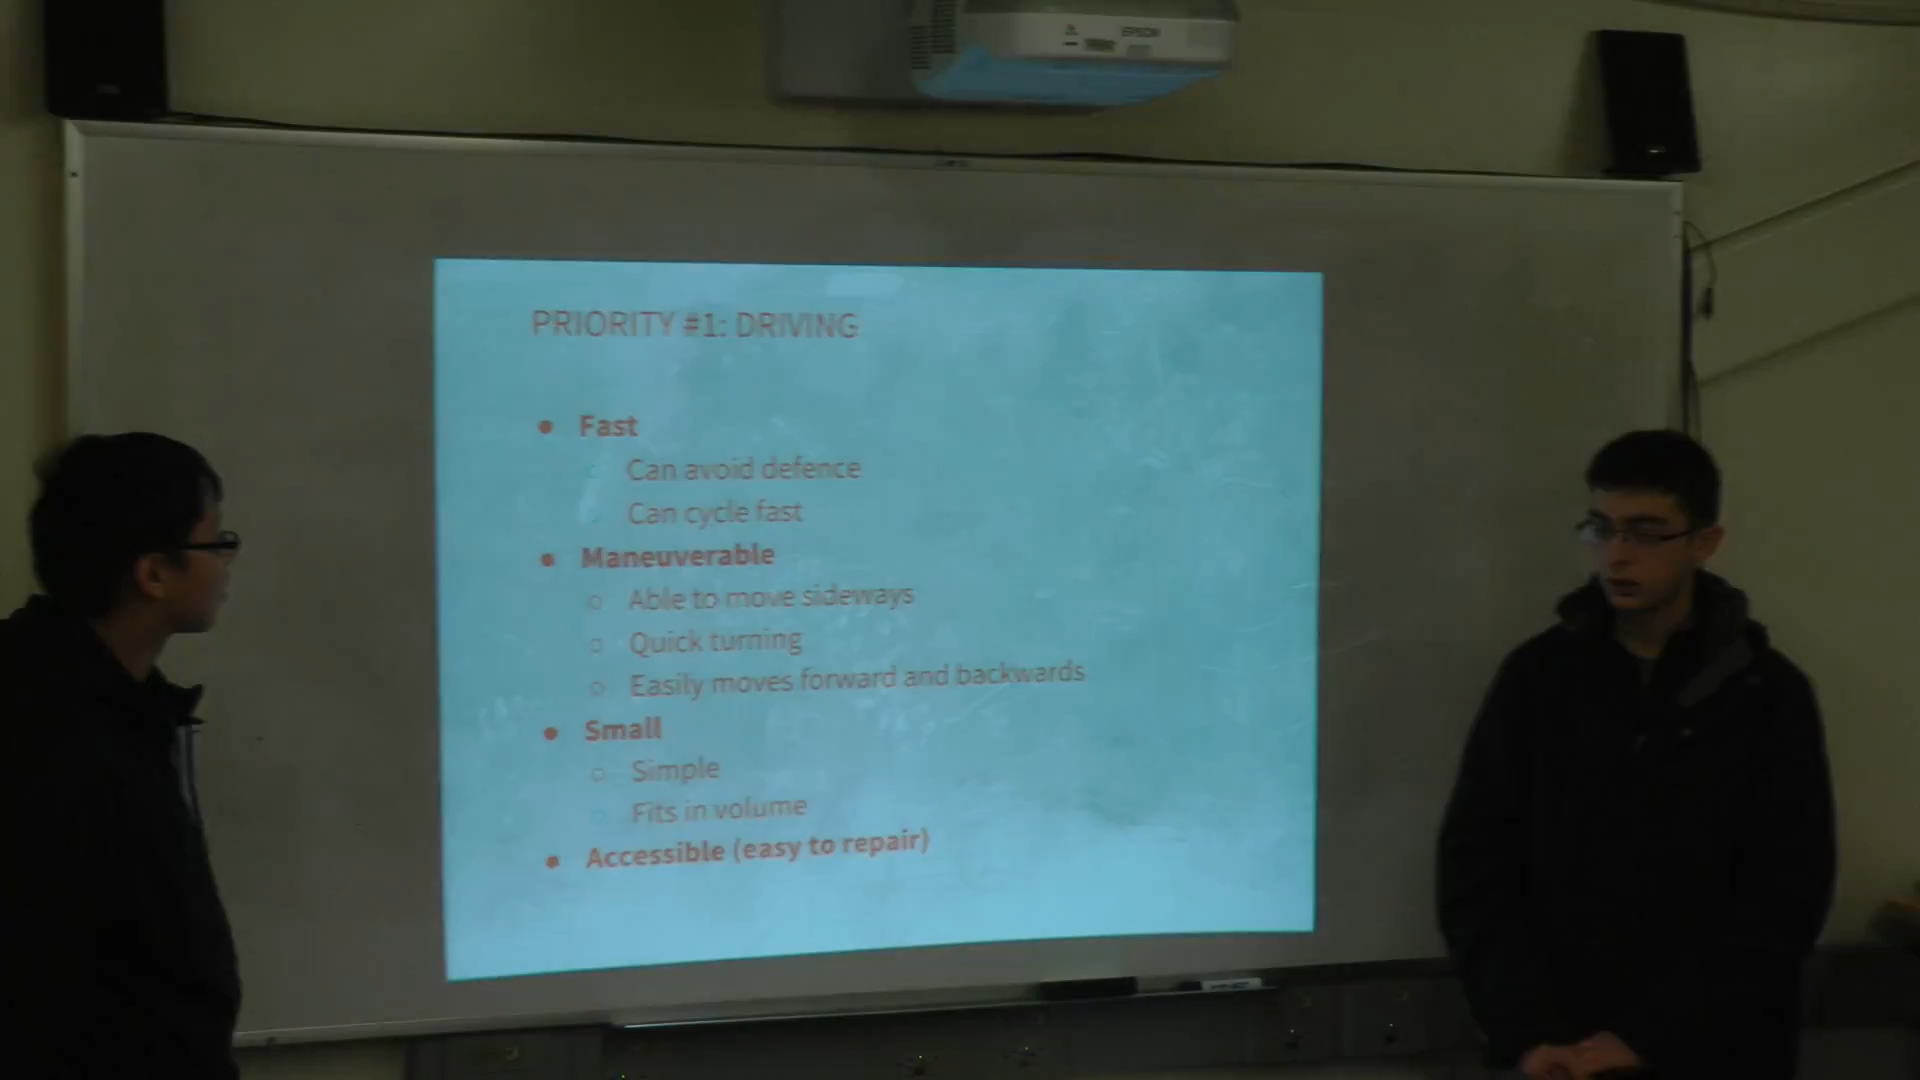 EPSON
PRIORITY #1: DRIVING
● Fast
○ Can avoid defence
○ Can cycle fast
● Maneuverable
○ Able to move sideways
○ Quick turning
○ Easily moves forward and backwards
● Small
○ Simple
○ Fits in volume
● Accessible (easy to repair)